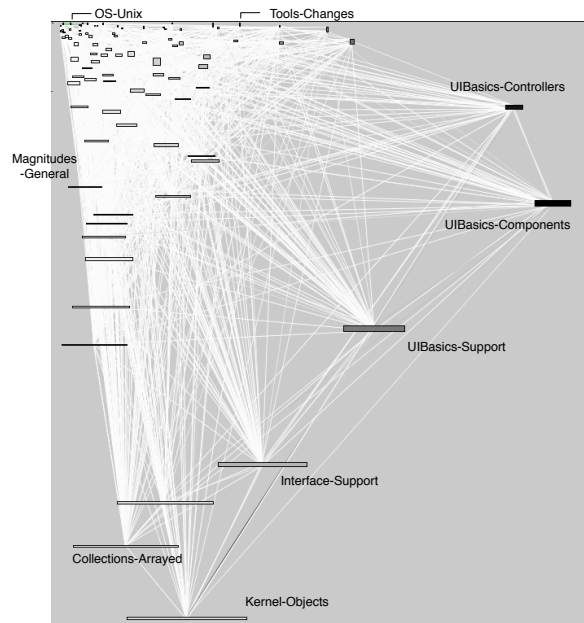 OS-Unix
Tools-Changes
UIBasics-Controllers
Magnitudes
-General
UIBasics-Components
UIBasics-Support
Interface-Support
Collections-Arrayed
Kernel-Objects